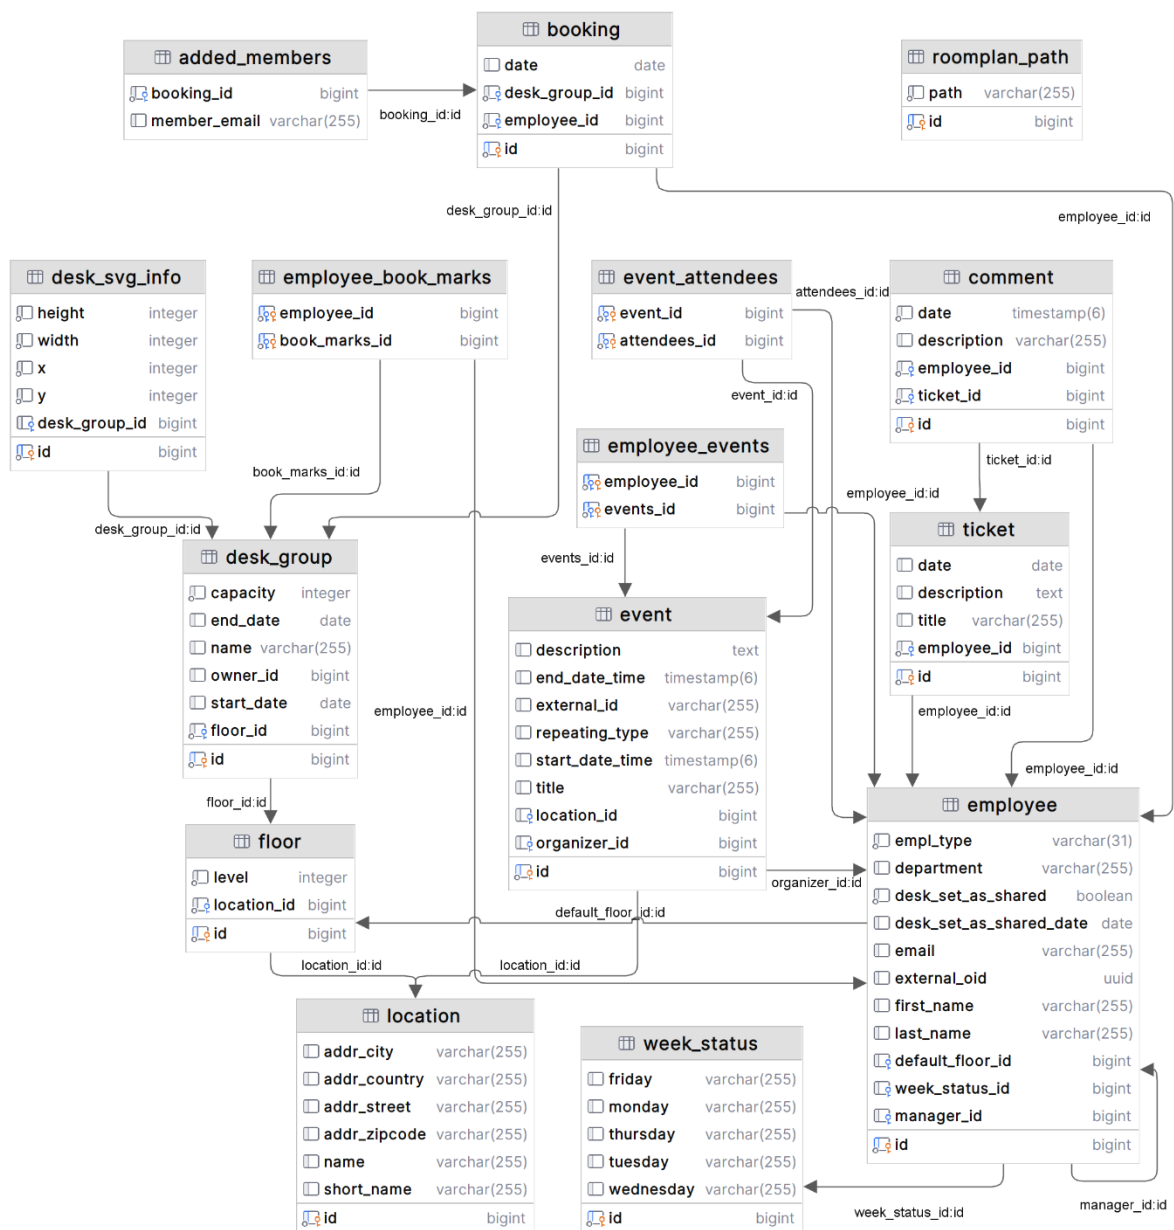 booking
date date
desk_group_id bigint
employee_id bigint
id bigint
added_members
booking_id bigint
member_email varchar(255)
booking_id:id
roomplan_path
path varchar(255)
id bigint
desk_group_id:id
employee_id:id
desk_svg_info
height integer
width integer
x integer
y integer
desk_group_id bigint
id bigint
employee_book_marks
employee_id bigint
book_marks_id bigint
event_attendees
event_id bigint
attendees_id bigint
attendees_id:id
event_id:id
comment
date timestamp(6)
description varchar(255)
employee_id bigint
ticket_id bigint
id bigint
employee_events
employee_id bigint
events_id bigint
book_marks_id:id
ticket_id:id
employee_id:id
desk_group_id:id
events_id:id
desk_group
capacity integer
end_date date
name varchar(255)
owner_id bigint
start_date date
floor_id bigint
id bigint
ticket
date date
description text
title varchar(255)
employee_id bigint
id bigint
event
description text
end_date_time timestamp(6)
external_id varchar(255)
repeating_type varchar(255)
start_date_time timestamp(6)
title varchar(255)
location_id bigint
organizer_id bigint
id bigint
employee_id:id
employee_id:id
employee_id:id
floor_id:id
floor
level integer
location_id bigint
id bigint
employee
empl_type varchar(31)
department varchar(255)
desk_set_as_shared boolean
desk_set_as_shared_date date
email varchar(255)
external_oid uuid
first_name varchar(255)
last_name varchar(255)
default_floor_id bigint
week_status_id bigint
manager_id bigint
id bigint
organizer_id:id
default_floor_id:id
location_id:id
location_id:id
location
addr_city varchar(255)
addr_country varchar(255)
addr_street varchar(255)
addr_zipcode varchar(255)
name varchar(255)
short_name varchar(255)
id bigint
week_status
friday varchar(255)
monday varchar(255)
thursday varchar(255)
tuesday varchar(255)
wednesday varchar(255)
id bigint
week_status_id:id
manager_id:id